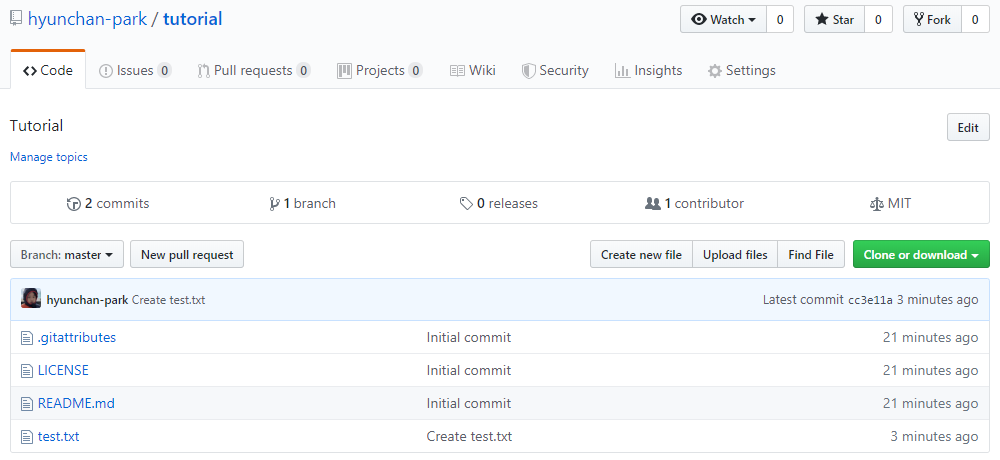 hyunchan-park / tutorial
Watch 0 Star 0 Fork 0
Code Issues 0 Pull requests 0 Projects 0 Wiki Security Insights Settings
Tutorial
Edit
Manage topics
2 commits 1 branch 0 releases 1 contributor MIT
Branch: master New pull request Create new file Upload files Find File Clone or download
hyunchan-park Create test.txt Latest commit cc3e11a 3 minutes ago
.gitattributes Initial commit 21 minutes ago
LICENSE Initial commit 21 minutes ago
README.md Initial commit 21 minutes ago
test.txt Create test.txt 3 minutes ago